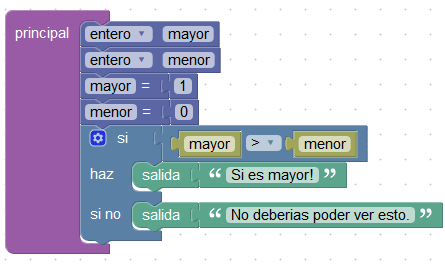 principal
entero mayor
entero menor
mayor = 1
menor = 0
si mayor > menor
haz salida “ Si es mayor! ”
si no salida “ No deberias poder ver esto. ”